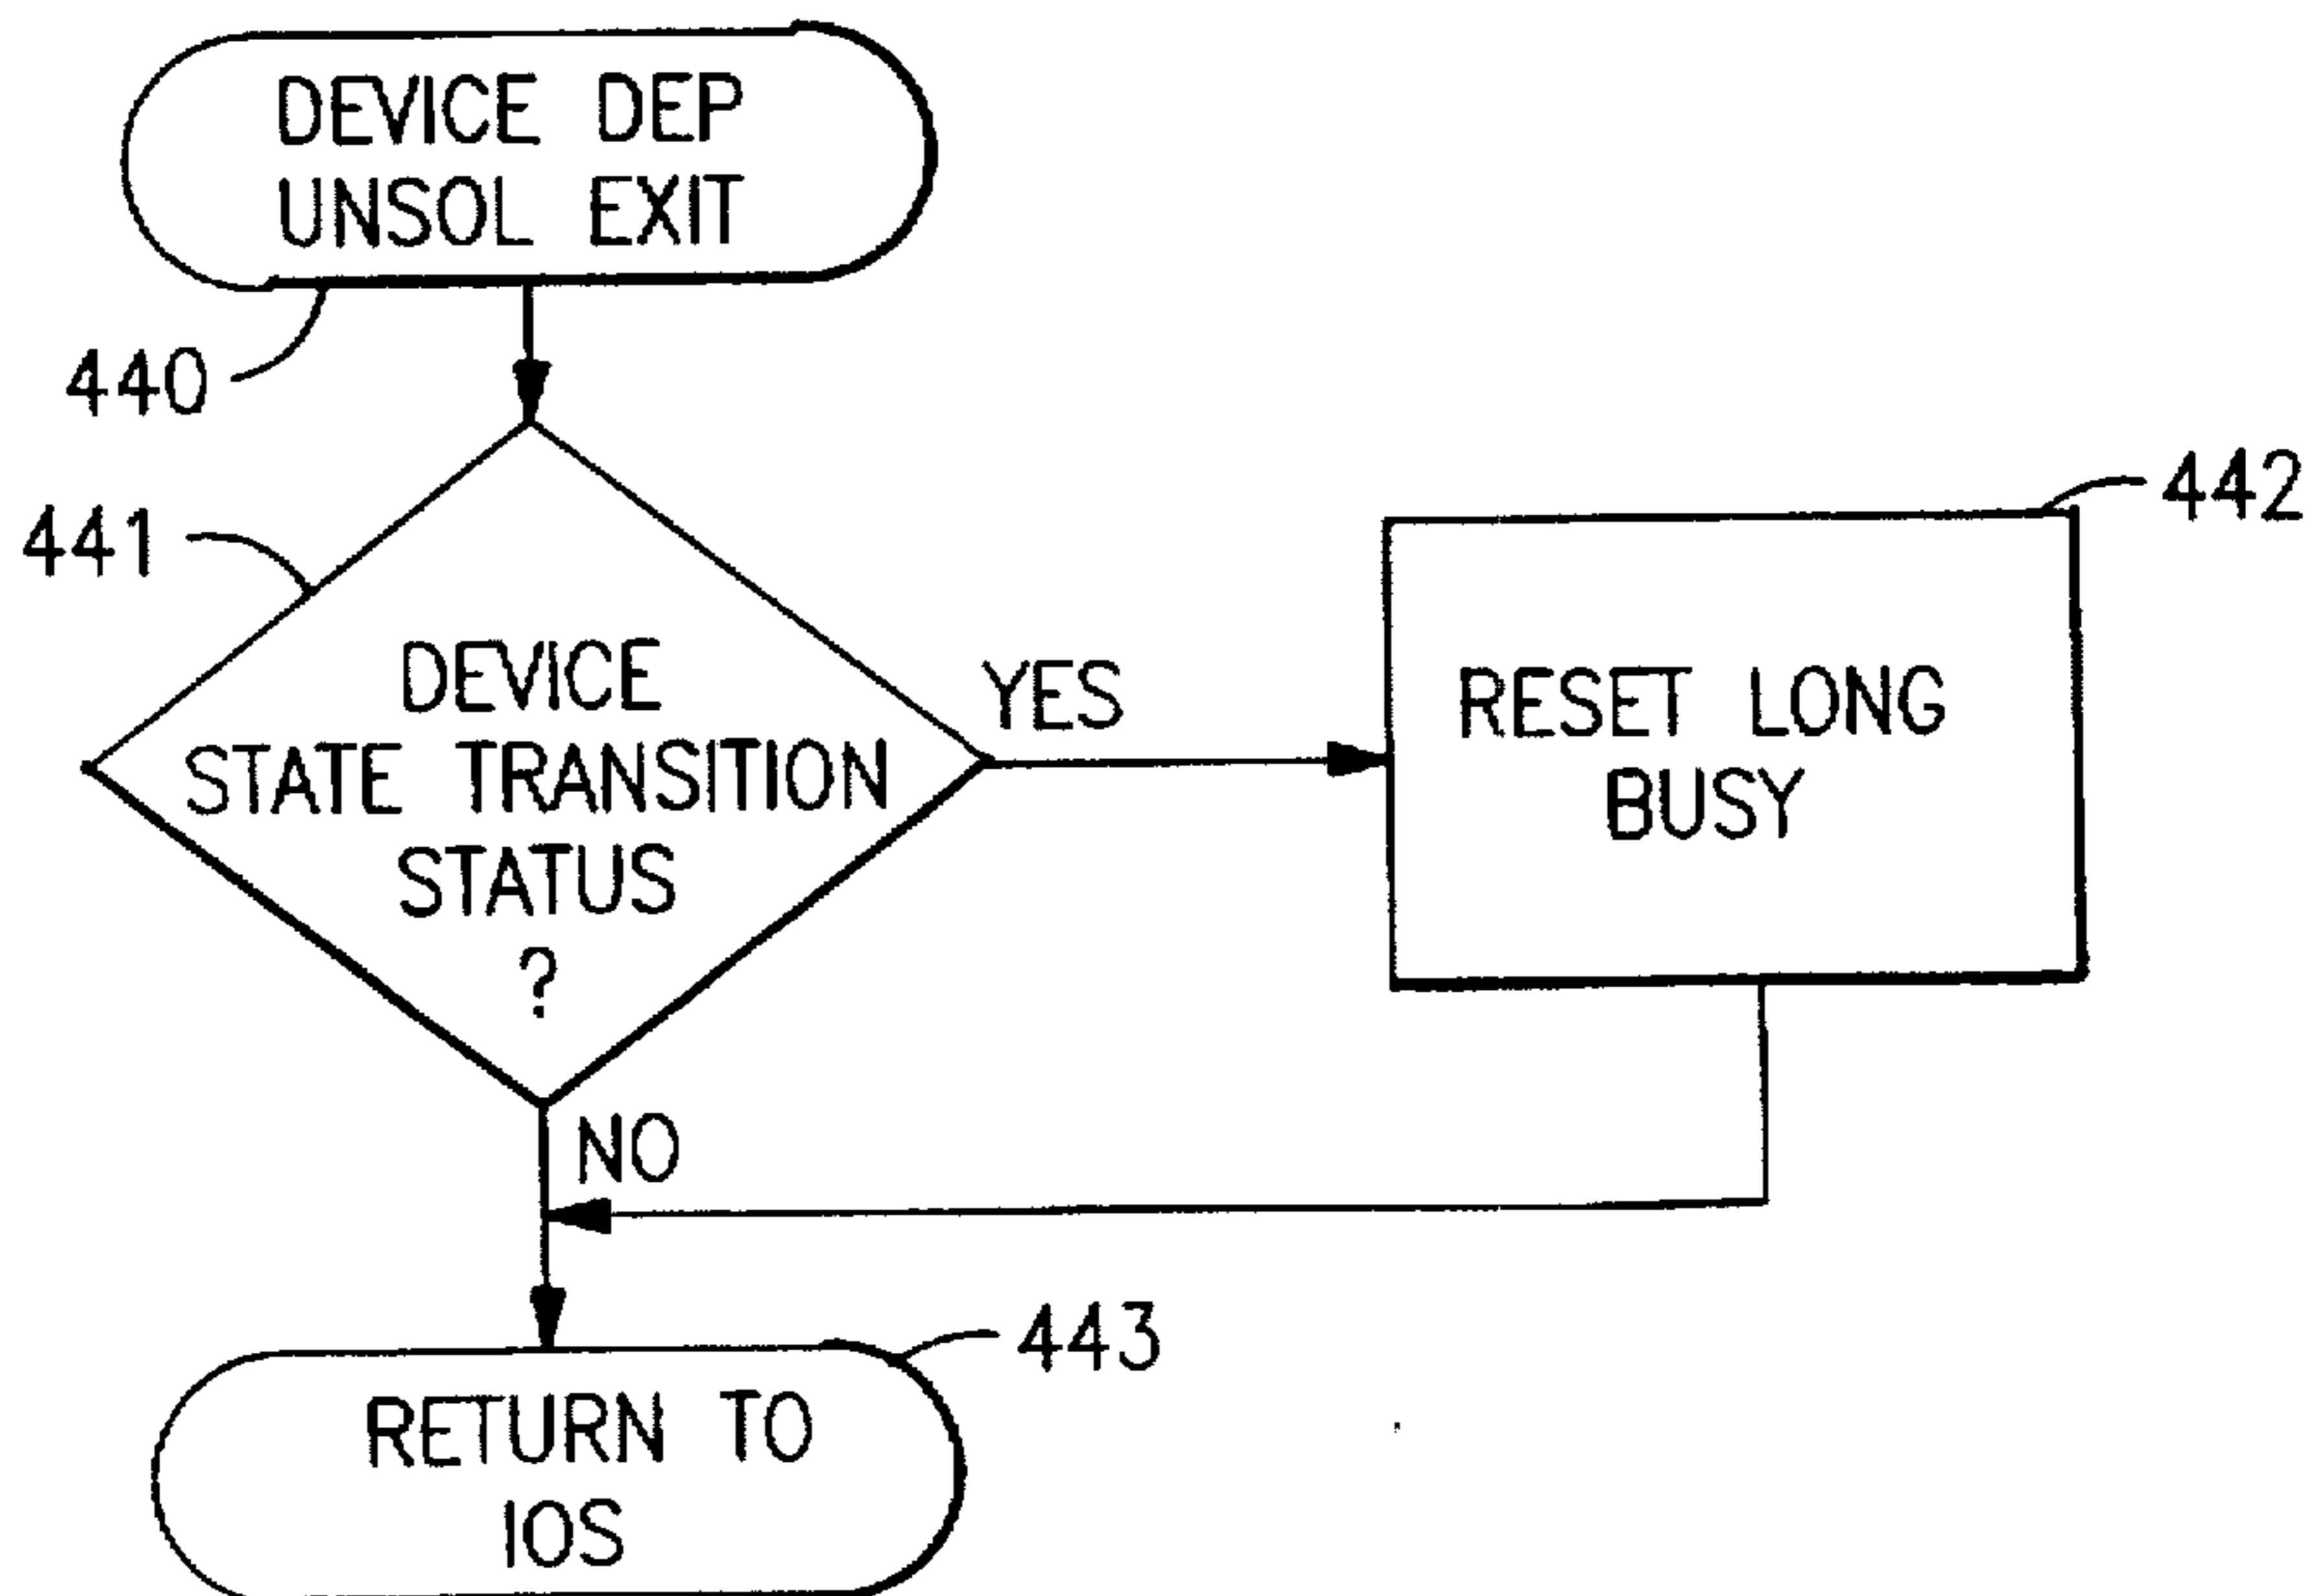 DEVICE DEP
UNSOL EXIT
440
441
DEVICE
STATE TRANSITION
STATUS
?
YES
442
RESET LONG
BUSY
NO
443
RETURN TO
IOS